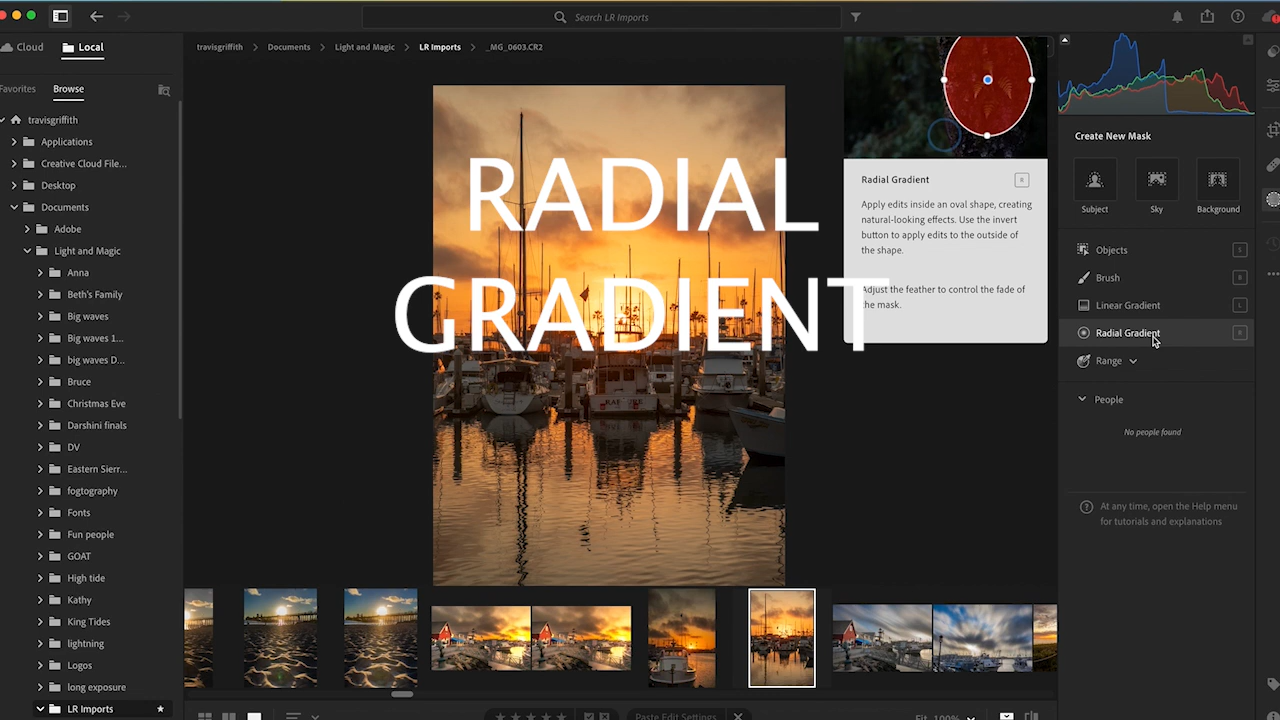 Search LR Imports
Cloud
Local
travisgriffith
Documents
Light and Magic
LR Imports
_MG_0603.CR2
Favorites
Browse
travisgriffith
Applications
Creative Cloud File...
Desktop
Documents
Adobe
Light and Magic
Anna
Beth's Family
Big waves
Big waves 1...
big waves D...
Bruce
Christmas Eve
Darshini finals
DV
Eastern Sierr...
fogtography
Fonts
Fun people
GOAT
High tide
Kathy
King Tides
lightning
Logos
long exposure
LR Imports
RADIAL
GRADIENT
Radial Gradient
R
Apply edits inside an oval shape, creating
natural-looking effects. Use the invert
button to apply edits to the outside of
the shape.
Adjust the feather to control the fade of
the mask.
Create New Mask
Subject
Sky
Background
Objects
S
Brush
B
Linear Gradient
L
Radial Gradient
R
Range
People
No people found
At any time, open the Help menu
for tutorials and explanations
Paste Edit Settings
Fit
100%